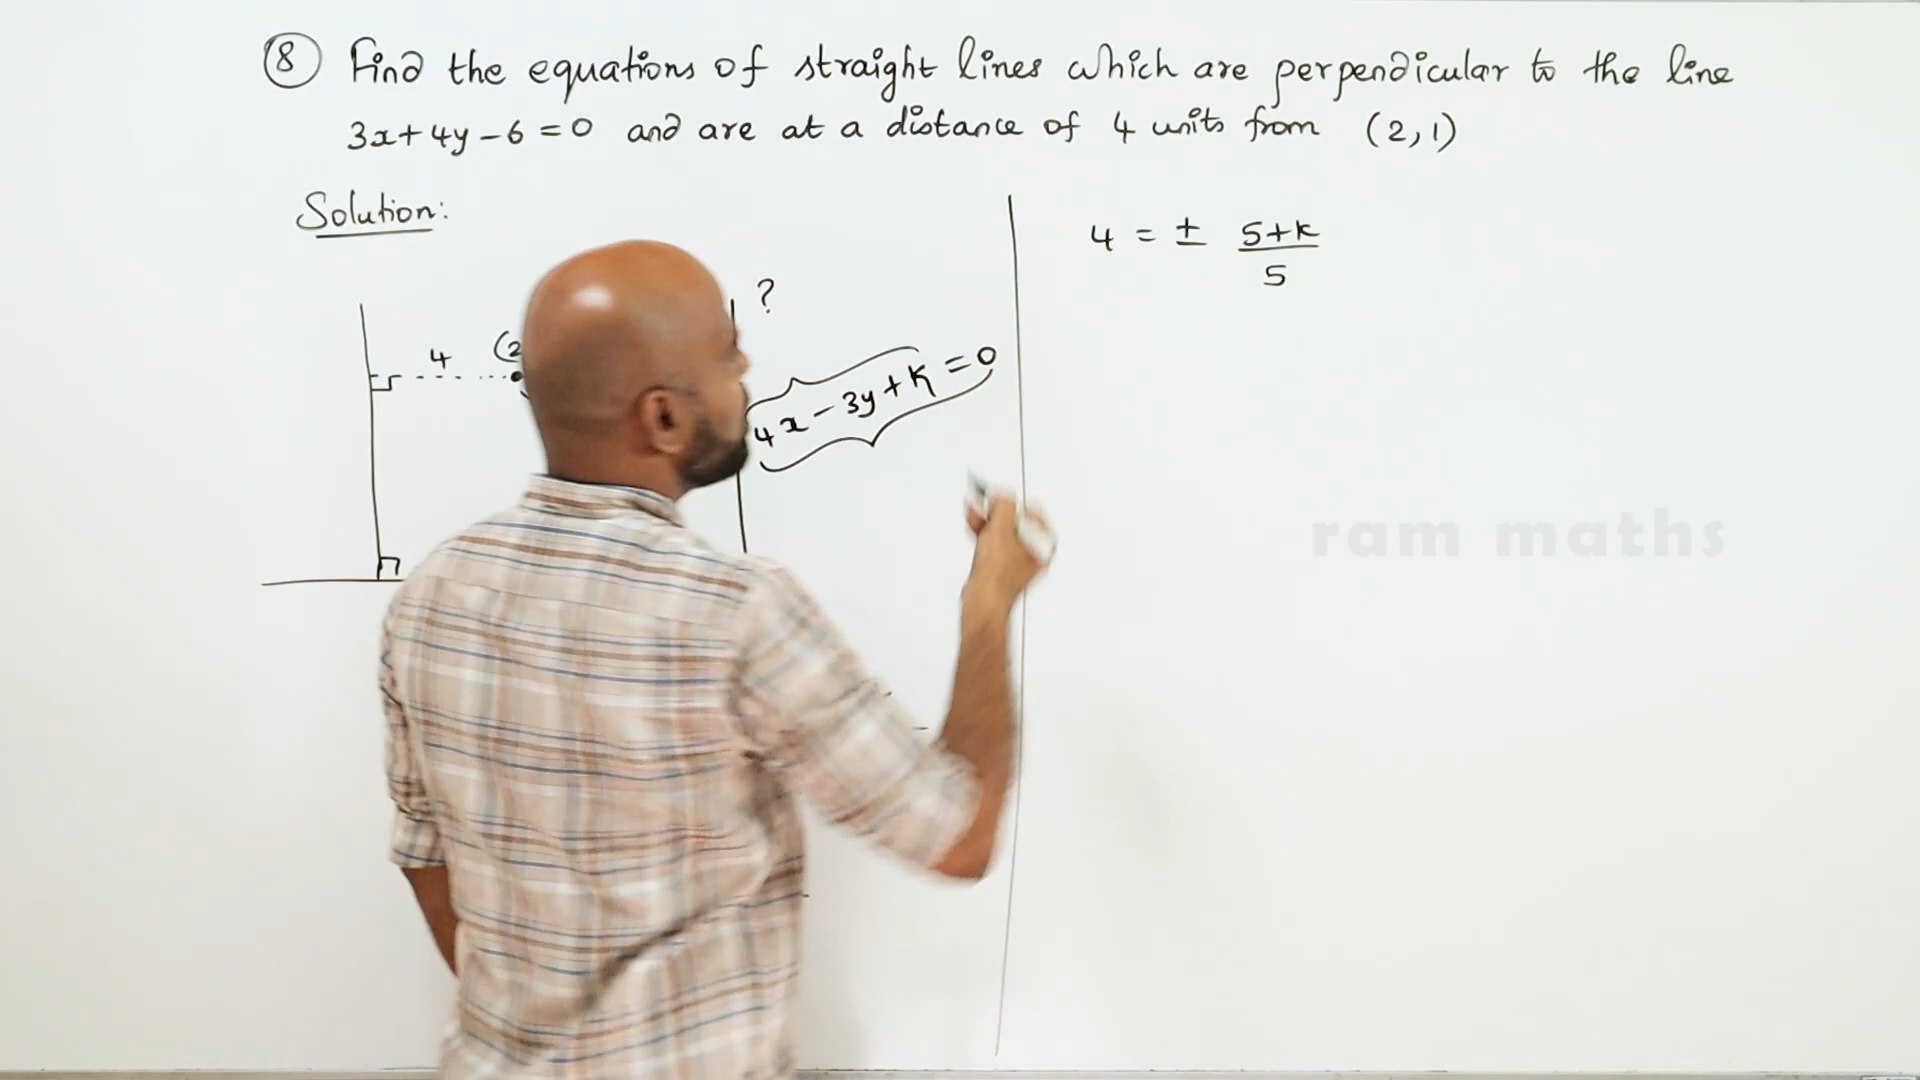 ⑧ Find the equations of straight lines which are perpendicular to the line
3x+4y-6=0 and are at a distance of 4 units from (2,1)
Solution:
4 = ± (5+k)/5
?
4 (2
4x-3y+k=0
ram maths